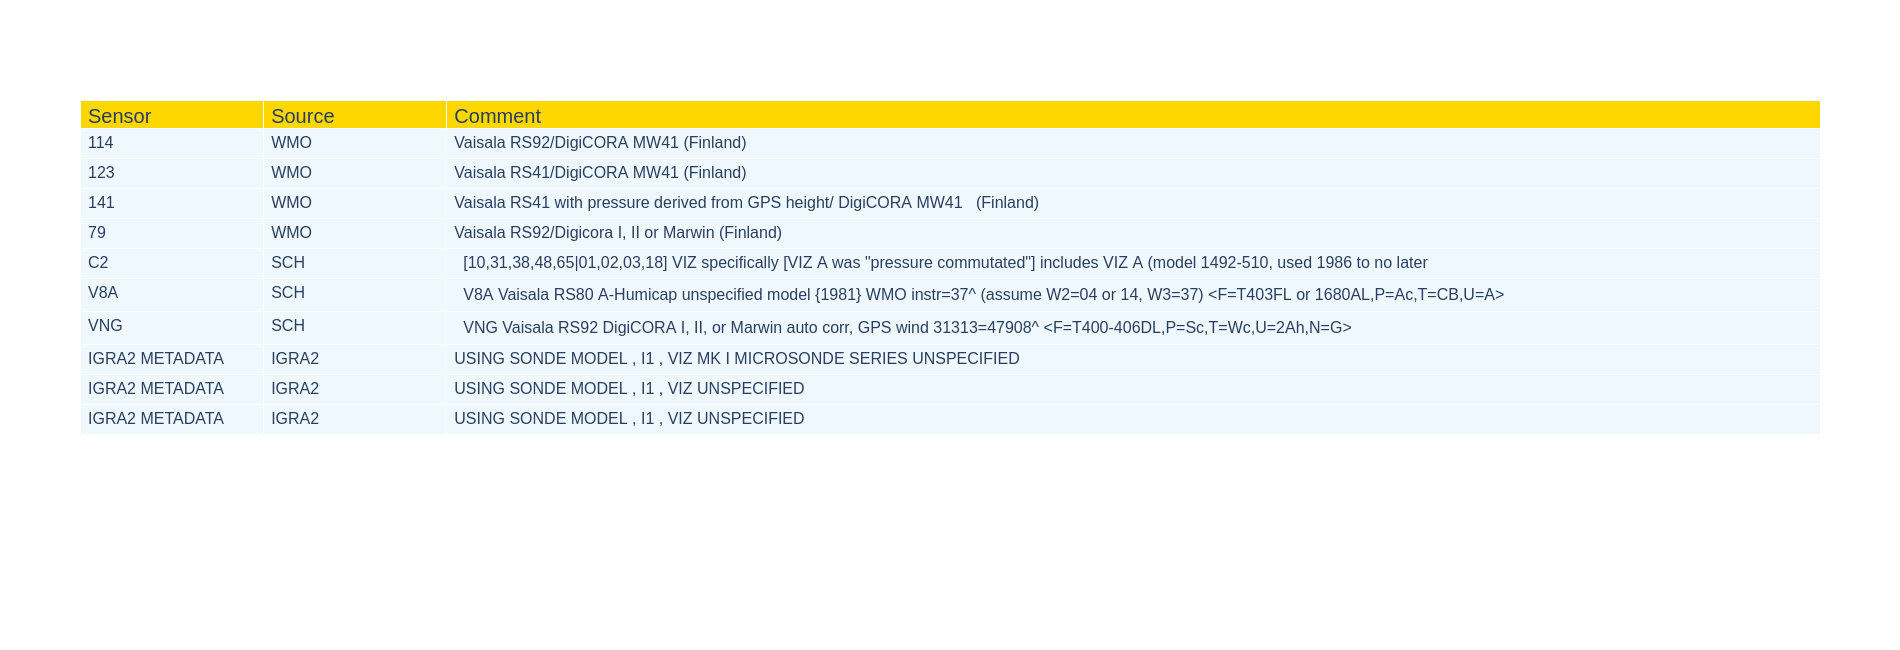 Sensor Source Comment
114 WMO Vaisala RS92/DigiCORA MW41 (Finland)
123 WMO Vaisala RS41/DigiCORA MW41 (Finland)
141 WMO Vaisala RS41 with pressure derived from GPS height/ DigiCORA MW41   (Finland)
79 WMO Vaisala RS92/Digicora I, II or Marwin (Finland)
C2 SCH [10,31,38,48,65|01,02,03,18] VIZ specifically [VIZ A was "pressure commutated"] includes VIZ A (model 1492-510, used 1986 to no later
V8A SCH V8A Vaisala RS80 A-Humicap unspecified model {1981} WMO instr=37^ (assume W2=04 or 14, W3=37) <F=T403FL or 1680AL,P=Ac,T=CB,U=A>
VNG SCH VNG Vaisala RS92 DigiCORA I, II, or Marwin auto corr, GPS wind 31313=47908^ <F=T400-406DL,P=Sc,T=Wc,U=2Ah,N=G>
IGRA2 METADATA IGRA2 USING SONDE MODEL , I1 , VIZ MK I MICROSONDE SERIES UNSPECIFIED
IGRA2 METADATA IGRA2 USING SONDE MODEL , I1 , VIZ UNSPECIFIED
IGRA2 METADATA IGRA2 USING SONDE MODEL , I1 , VIZ UNSPECIFIED